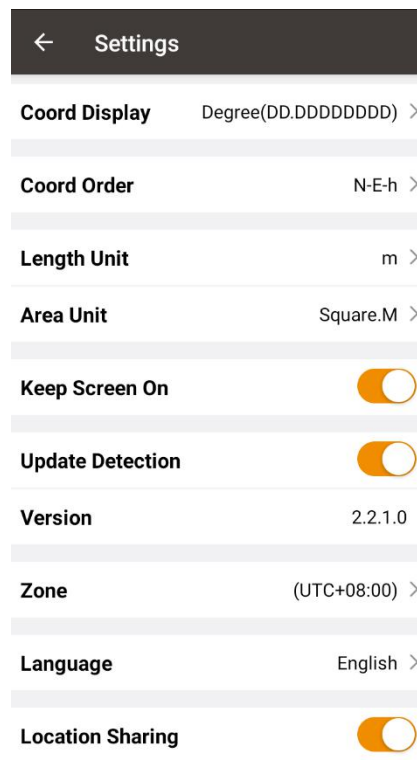 Settings
Coord Display Degree(DD.DDDDDDDD)
Coord Order N-E-h
Length Unit m
Area Unit Square.M
Keep Screen On
Update Detection
Version 2.2.1.0
Zone (UTC+08:00)
Language English
Location Sharing